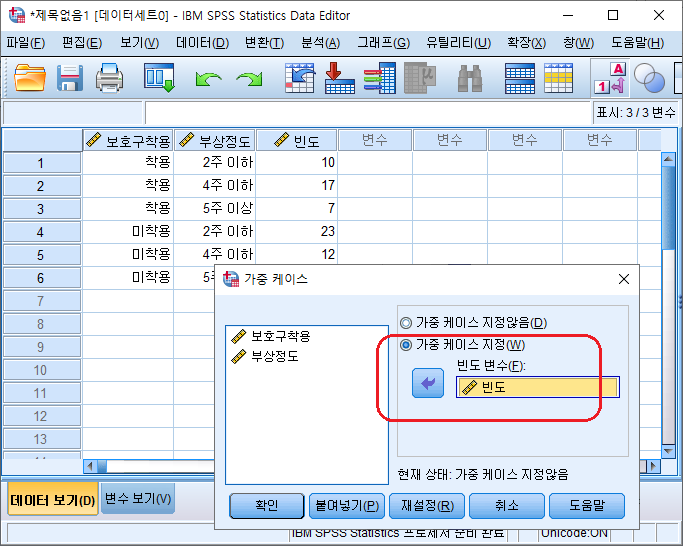 *제목없음1 [데이터세트0] - IBM SPSS Statistics Data Editor
파일(F) 편집(E) 보기(V) 데이터(D) 변환(T) 분석(A) 그래프(G) 유틸리티(U) 확장(X) 창(W) 도움말(H)
A
1
표시: 3 / 3 변수
보호구착용 부상정도 빈도 변수 변수 변수 변수
1 착용 2주 이하 10
2 착용 4주 이하 17
3 착용 5주 이상 7
4 미착용 2주 이하 23
5 미착용 4주 이하 12
6 미착용
7
8
9
10
11
12
13
가중 케이스
보호구착용
부상정도
가중 케이스 지정않음(D)
가중 케이스 지정(W)
빈도 변수(F):
빈도
현재 상태: 가중 케이스 지정않음
확인 붙여넣기(P) 재설정(R) 취소 도움말
데이터 보기(D) 변수 보기(V)
IBM SPSS Statistics 프로세서 준비 완료 Unicode:ON